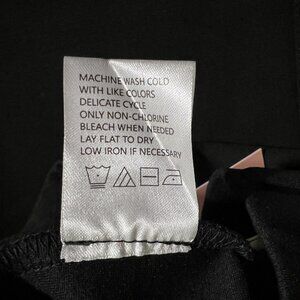 MACHINE WASH COLD
WITH LIKE COLORS
DELICATE CYCLE
ONLY NON-CHLORINE
BLEACH WHEN NEEDED
LAY FLAT TO DRY
LOW IRON IF NECESSARY